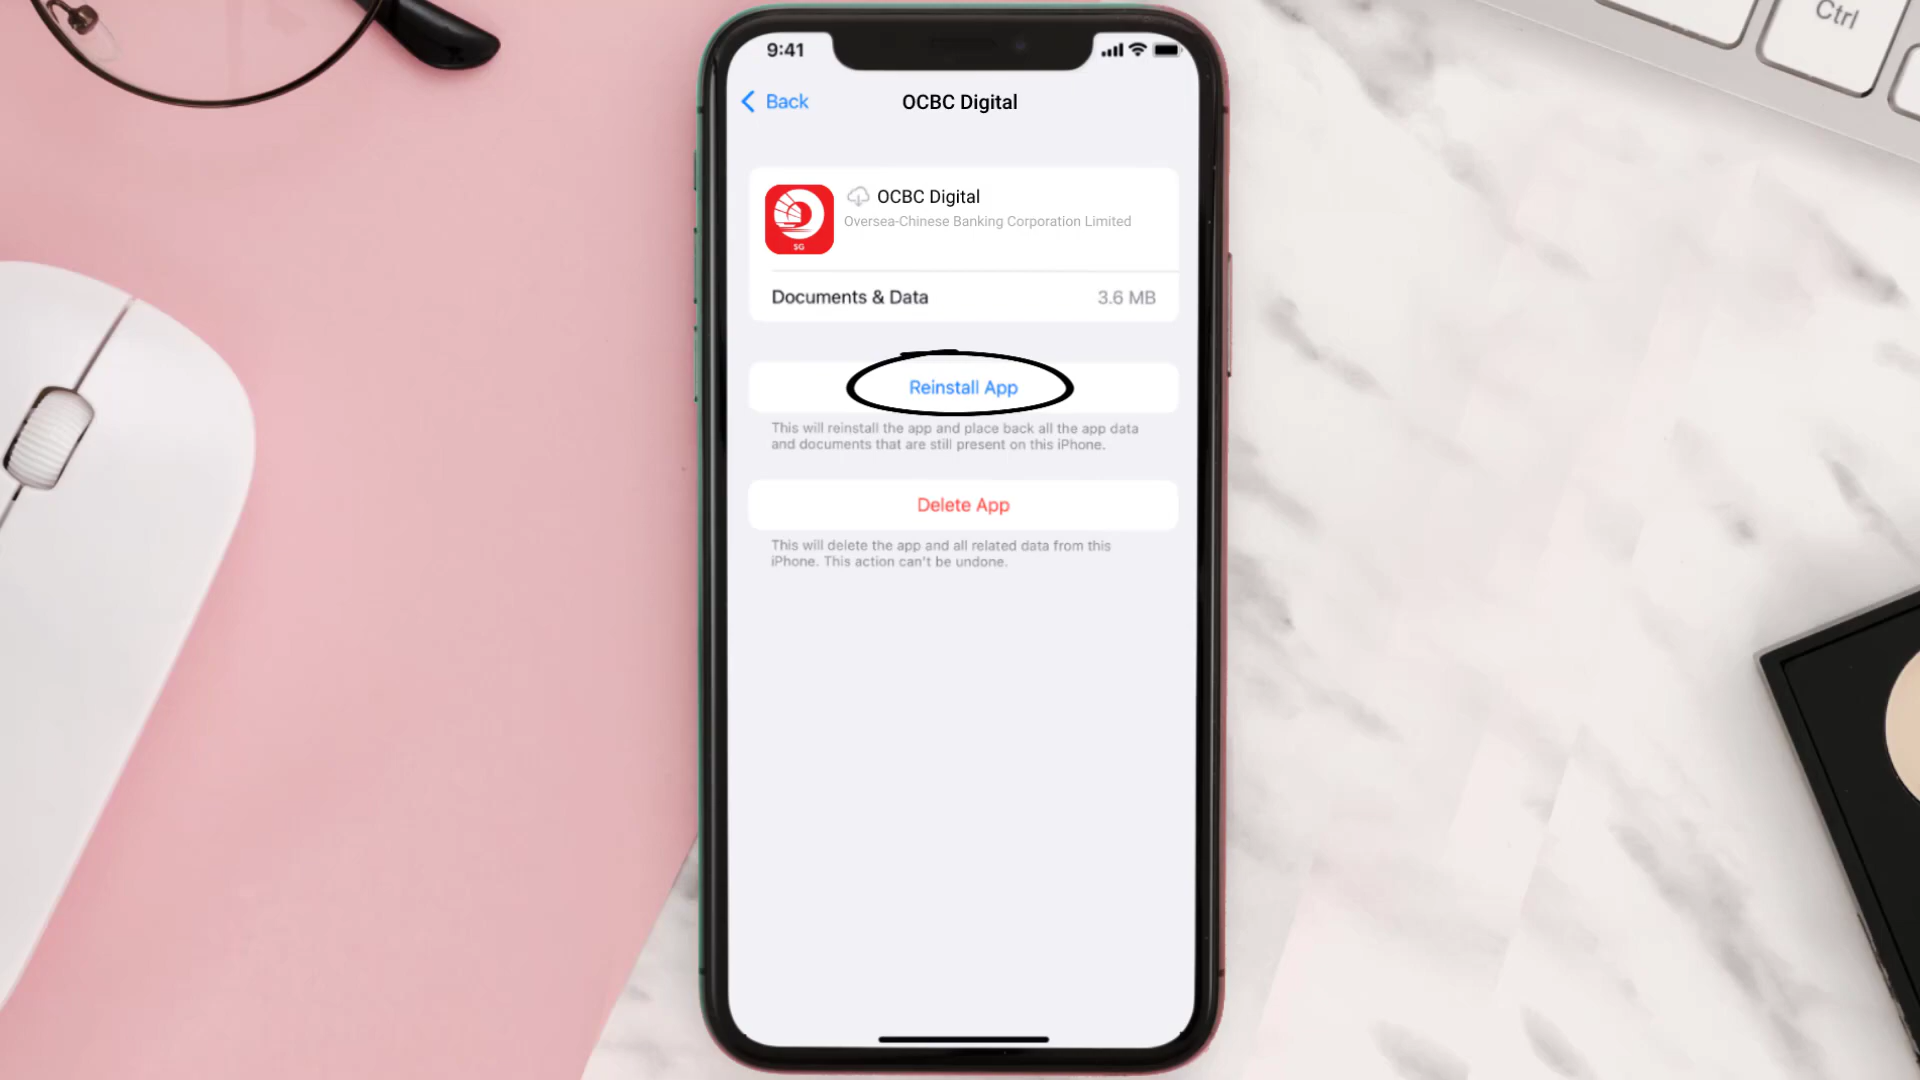 Ctrl
9:41
Back
OCBC Digital
OCBC Digital
Oversea-Chinese Banking Corporation Limited
SG
Documents & Data
3.6 MB
Reinstall App
This will reinstall the app and place back all the app data
and documents that are still present on this iPhone.
Delete App
This will delete the app and all related data from this
iPhone. This action can't be undone.